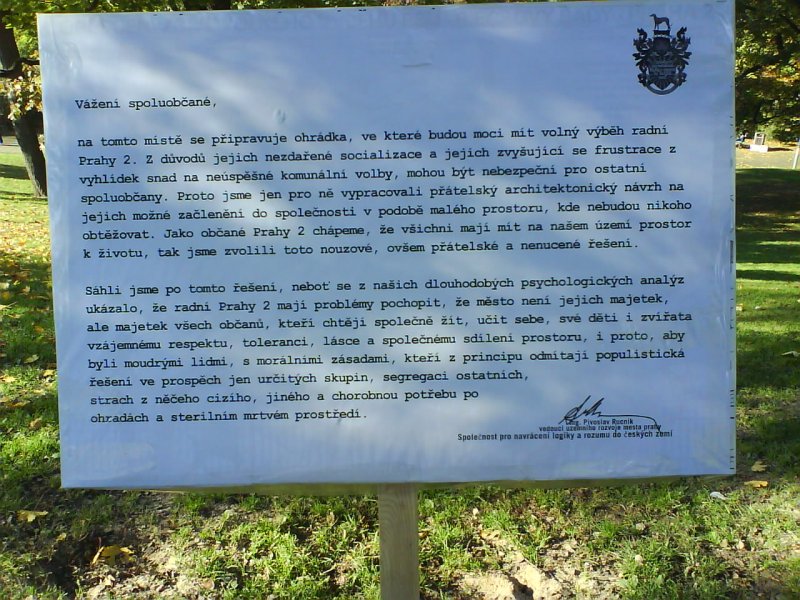 Vážení spoluobčané,
na tomto místě se připravuje ohrádka, ve které budou moci mít volný výběh radní
Prahy 2. Z důvodů jejich nezdařené socializace a jejich zvyšující se frustrace z
vyhlídek snad na neúspěšné komunální volby, mohou být nebezpeční pro ostatní
spoluobčany. Proto jsme jen pro ně vypracovali přátelský architektonický návrh na
jejich možné začlenění do společnosti v podobě malého prostoru, kde nebudou nikoho
obtěžovat. Jako občané Prahy 2 chápeme, že všichni mají mít na našem území prostor
k životu, tak jsme zvolili toto nouzové, ovšem přátelské a nenucené řešení.
Sáhli jsme po tomto řešení, neboť se z našich dlouhodobých psychologických analýz
ukázalo, že radní Prahy 2 mají problémy pochopit, že město není jejich majetek,
ale majetek všech občanů, kteří chtějí společně žít, učit sebe, své děti i zvířata
vzájemnému respektu, toleranci, lásce a společnému sdílení prostoru, i proto, aby
byli moudrými lidmi, s morálními zásadami, kteří z principu odmítají populistická
řešení ve prospěch jen určitých skupin, segregaci ostatních,
strach z něčeho cizího, jiného a chorobnou potřebu po
ohradách a sterilním mrtvém prostředí.
Ing. Pivoslav Rucnik
vedoucí uzemniho rozvoje mesta prahy
Společnost pro navrácení logiky a rozumu do českých zemí